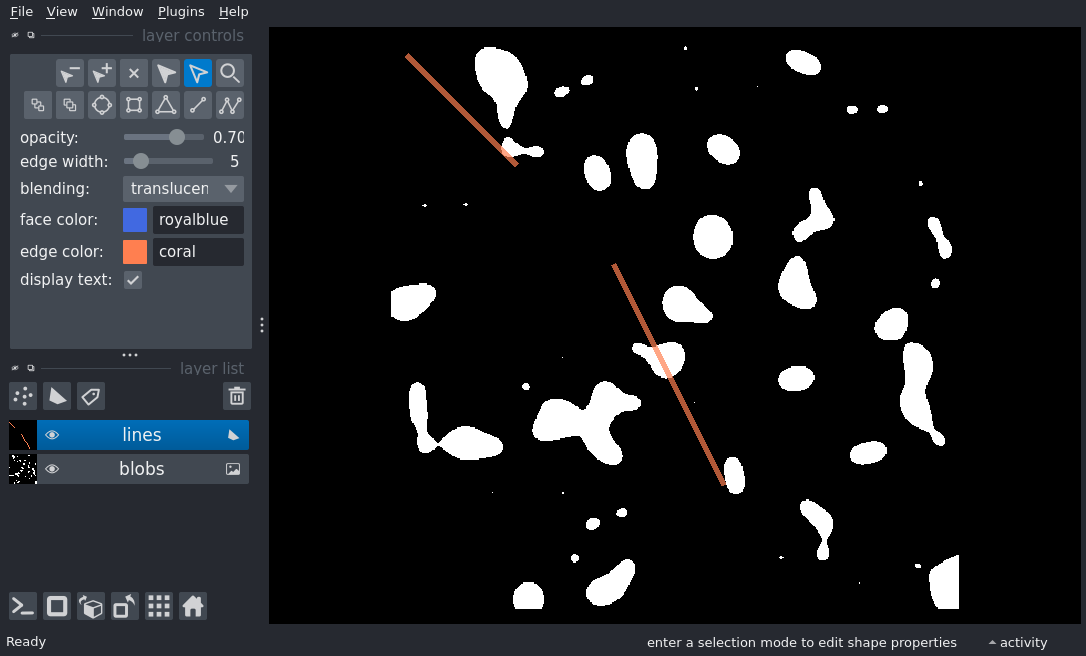 File View Window Plugins Help
layer controls
opacity: 0.70
edge width: 5
blending: translucen
face color: royalblue
edge color: coral
display text:
layer list
lines
blobs
Ready
enter a selection mode to edit shape properties
activity